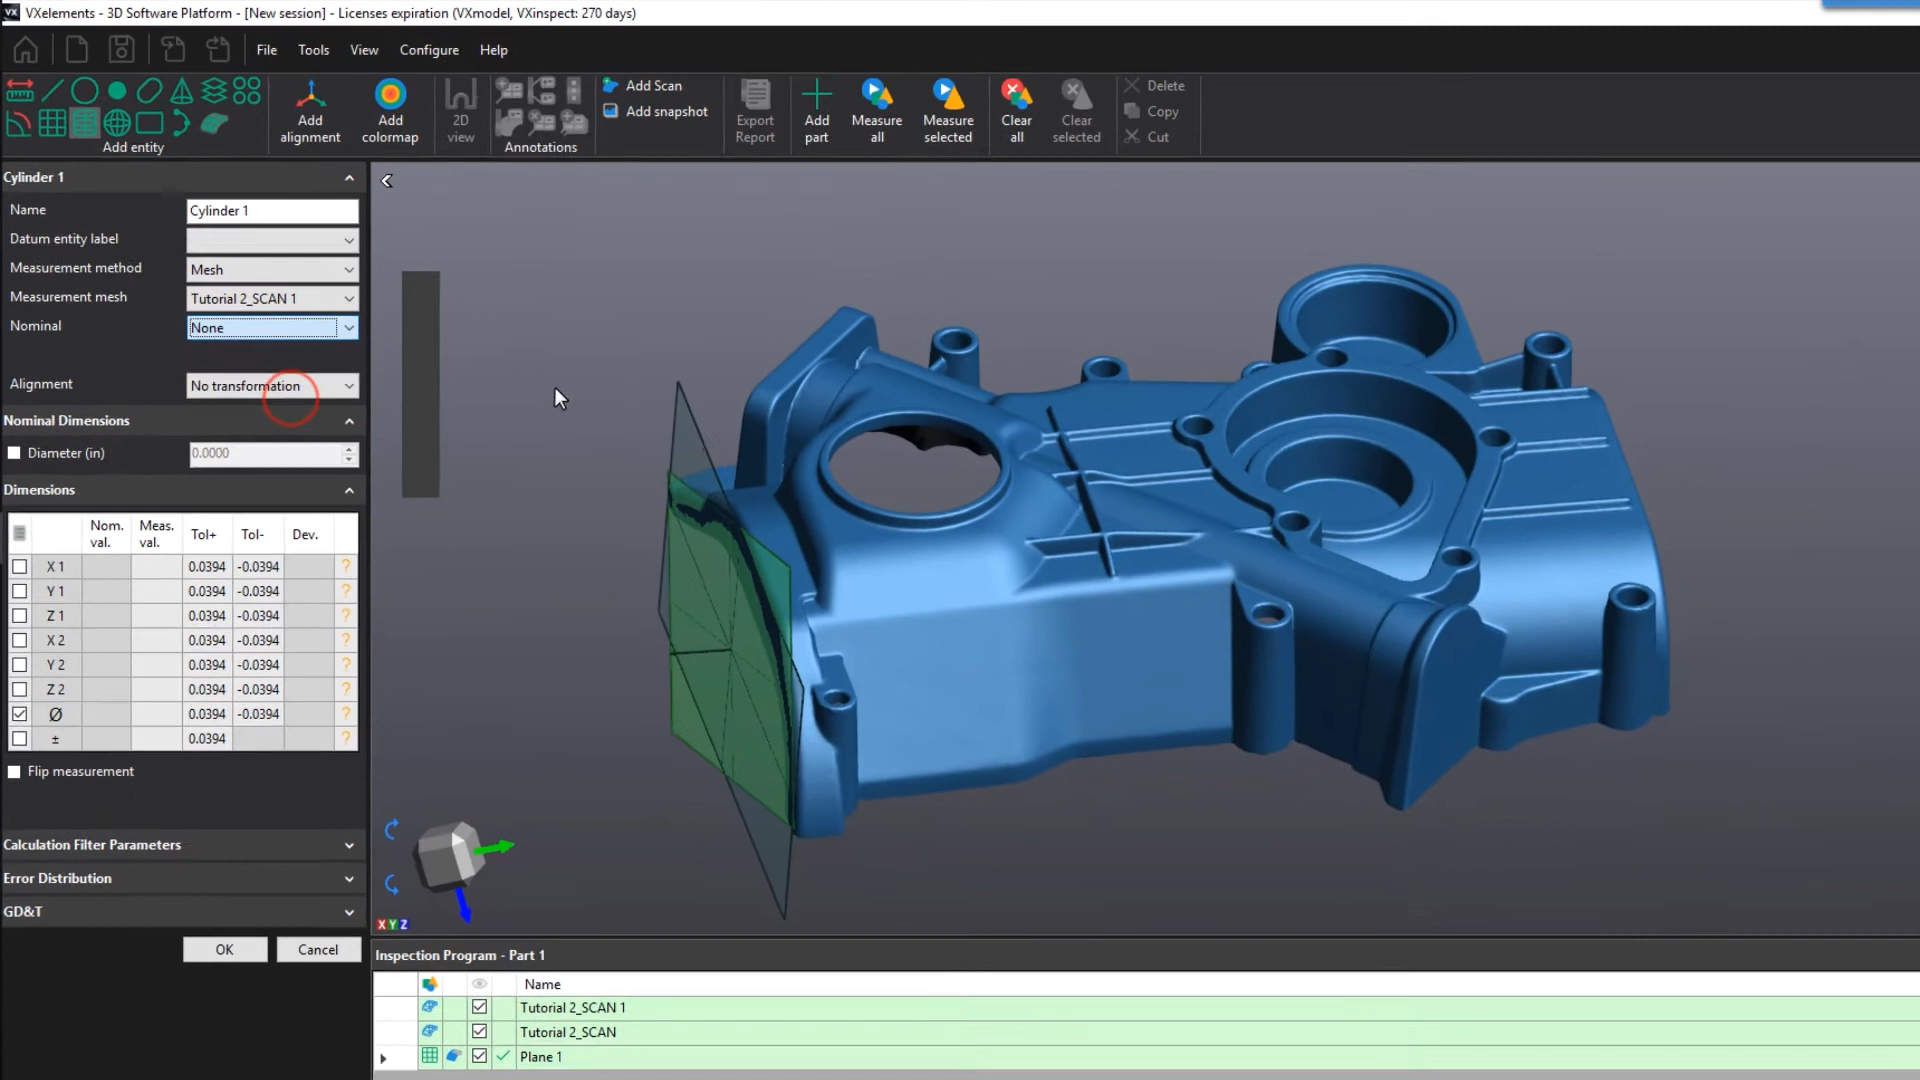 VXelements - 3D Software Platform - [New session] - Licenses expiration (VXmodel, VXinspect: 270 days)
File Tools View Configure Help
Add entity
Add alignment
Add colormap
2D view
Annotations
Add Scan
Add snapshot
Export Report
Add part
Measure all
Measure selected
Clear all
Clear selected
Delete
Copy
Cut
Cylinder 1
Name Cylinder 1
Datum entity label
Measurement method Mesh
Measurement mesh Tutorial 2_SCAN 1
Nominal None
Alignment No transformation
Nominal Dimensions
Diameter (in) 0.0000
Dimensions
Nom. val. Meas. val. Tol+ Tol- Dev.
X 1 0.0394 -0.0394 ?
Y 1 0.0394 -0.0394 ?
Z 1 0.0394 -0.0394 ?
X 2 0.0394 -0.0394 ?
Y 2 0.0394 -0.0394 ?
Z 2 0.0394 -0.0394 ?
Ø 0.0394 -0.0394 ?
± 0.0394 ?
Flip measurement
Calculation Filter Parameters
Error Distribution
GD&T
OK Cancel
X Y Z
Inspection Program - Part 1
Name
Tutorial 2_SCAN 1
Tutorial 2_SCAN
Plane 1